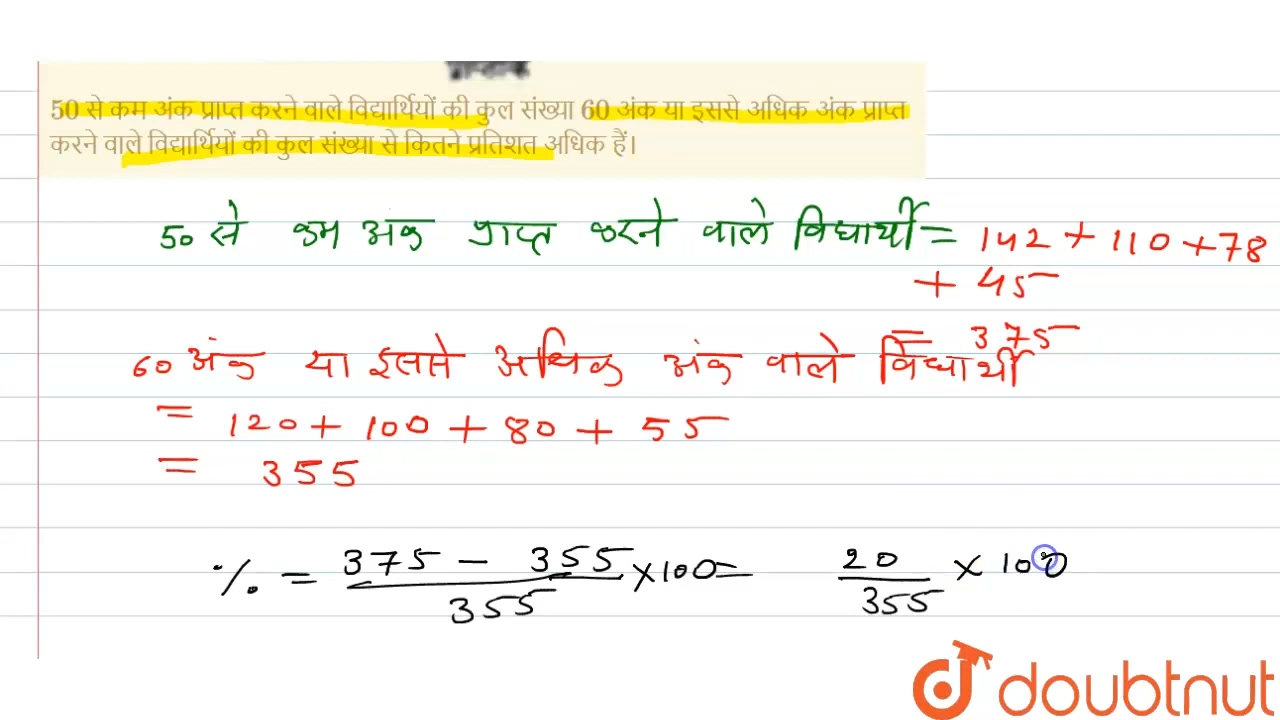 50 से कम अंक प्राप्त करने वाले विद्यार्थियों की कुल संख्या 60 अंक या इससे अधिक अंक प्राप्त
करने वाले विद्यार्थियों की कुल संख्या से कितने प्रतिशत अधिक हैं।
50 से कम अंक प्राप्त करने वाले विद्यार्थी = 142 + 110 + 78
+ 45
= 375
60 अंक या इससे अधिक अंक वाले विद्यार्थी
= 120 + 100 + 80 + 55
= 355
% = 375 - 355 × 100 = 20 × 100
355 355
doubtnut